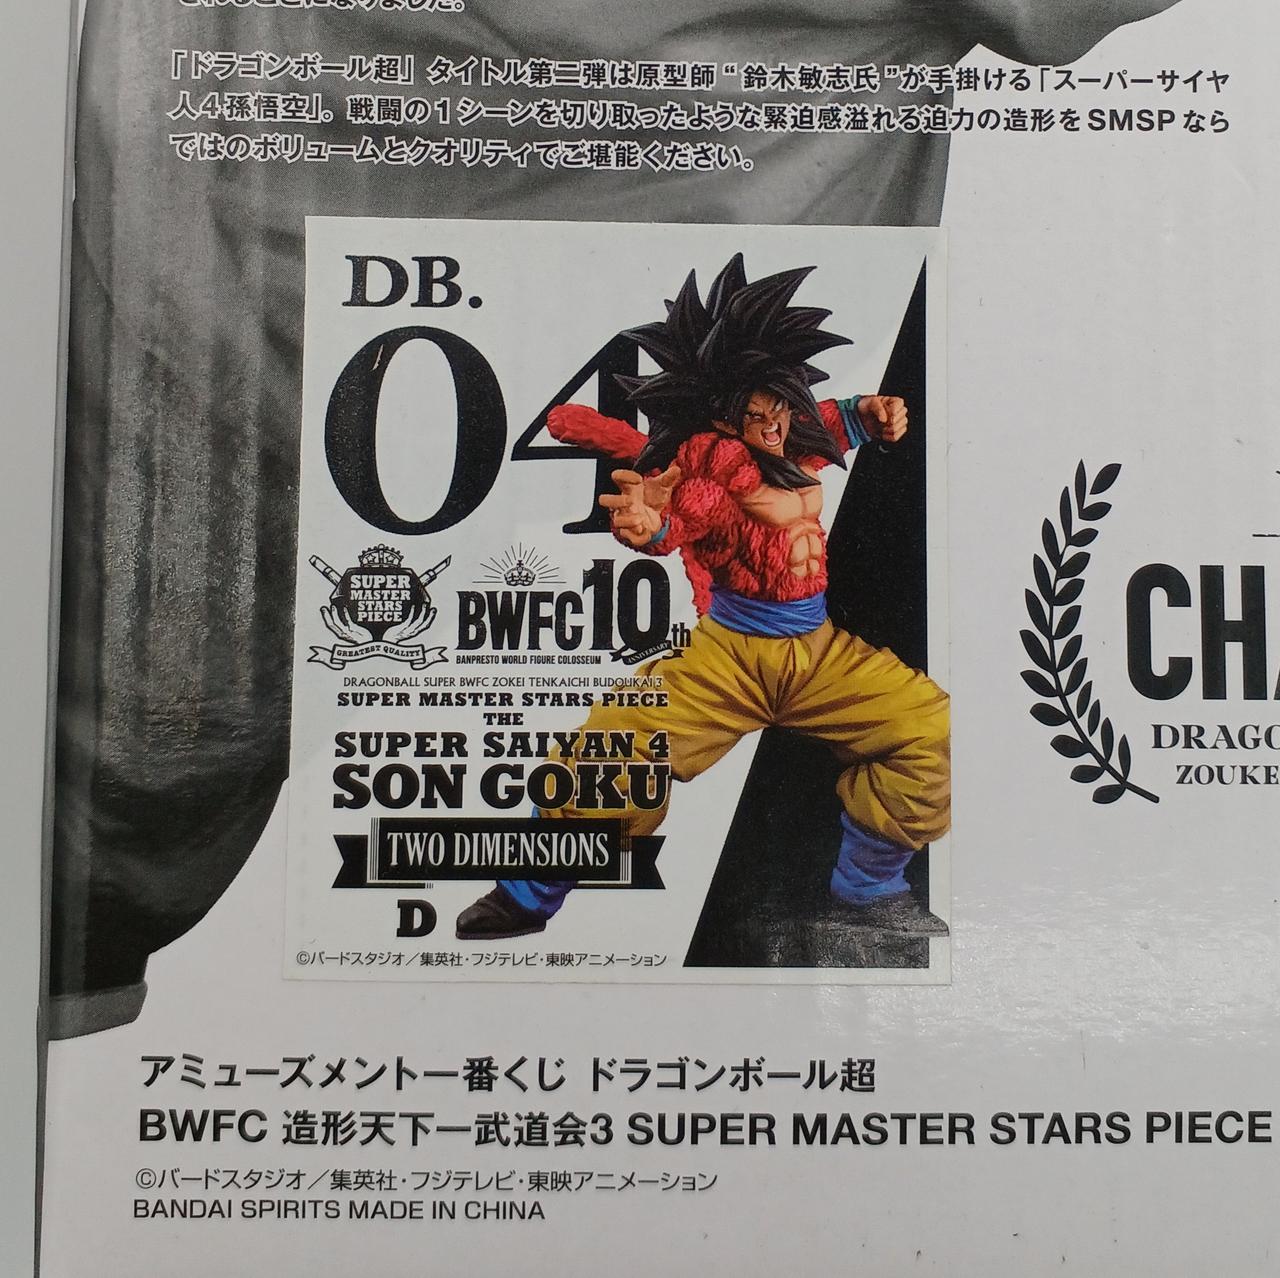 「ドラゴンボール超」タイトル第二弾は原型師“鈴木敏志氏”が手掛ける「スーパーサイヤ
人4孫悟空」。戦闘の1シーンを切り取ったような緊迫感溢れる迫力の造形をSMSPなら
ではのボリュームとクオリティでご堪能ください。
DB.
04
SUPER
MASTER
STARS
PIECE
GREATEST QUALITY
BWFC10th
ANNIVERSARY
BANPRESTO WORLD FIGURE COLOSSEUM
DRAGONBALL SUPER BWFC ZOKEI TENKAICHI BUDOUKAI 3
SUPER MASTER STARS PIECE
THE
SUPER SAIYAN 4
SON GOKU
TWO DIMENSIONS
D
©バードスタジオ／集英社・フジテレビ・東映アニメーション
CHA
DRAGO
ZOUKE
アミューズメント一番くじ ドラゴンボール超
BWFC 造形天下一武道会3 SUPER MASTER STARS PIECE
©バードスタジオ／集英社・フジテレビ・東映アニメーション
BANDAI SPIRITS MADE IN CHINA